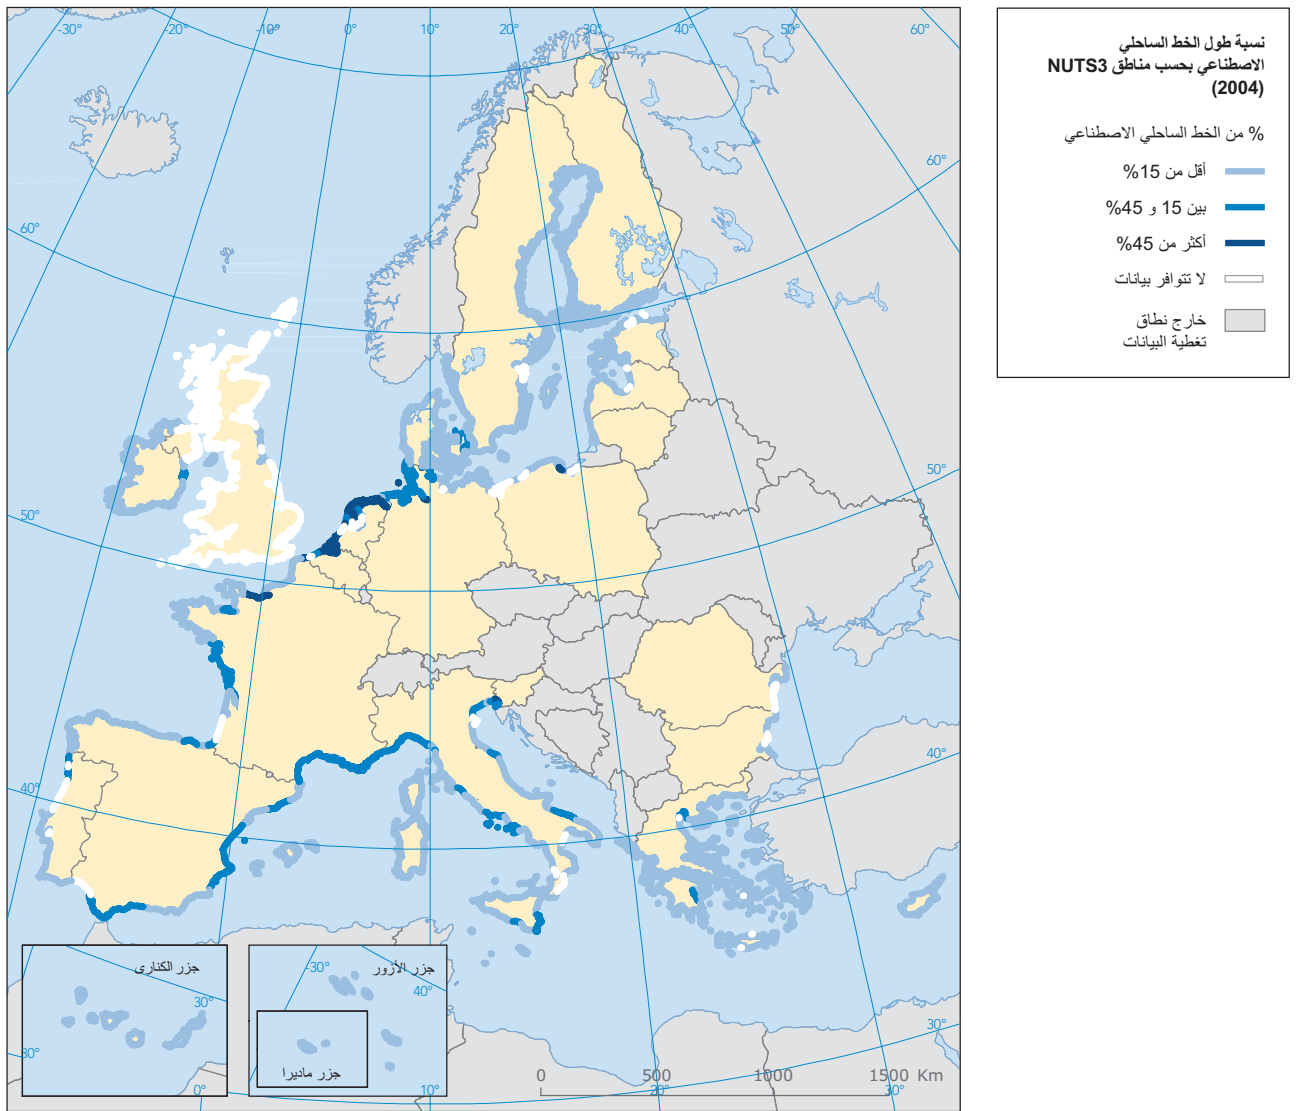 -30°
-20°
-10°
0°
10°
20°
30°
40°
50°
60°
60°
60°
50°
50°
40°
40°
30°
30°
30°
20°
10°
0°
نسبة طول الخط الساحلي
الاصطناعي بحسب مناطق NUTS3
(2004)
% من الخط الساحلي الاصطناعي
أقل من 15%
بين 15 و 45%
أكثر من 45%
لا تتوافر بيانات
خارج نطاق
تغطية البيانات
جزر الكنارى
30°
جزر الأزور
-30°
40°
جزر ماديرا
0
500
1000
1500 Km